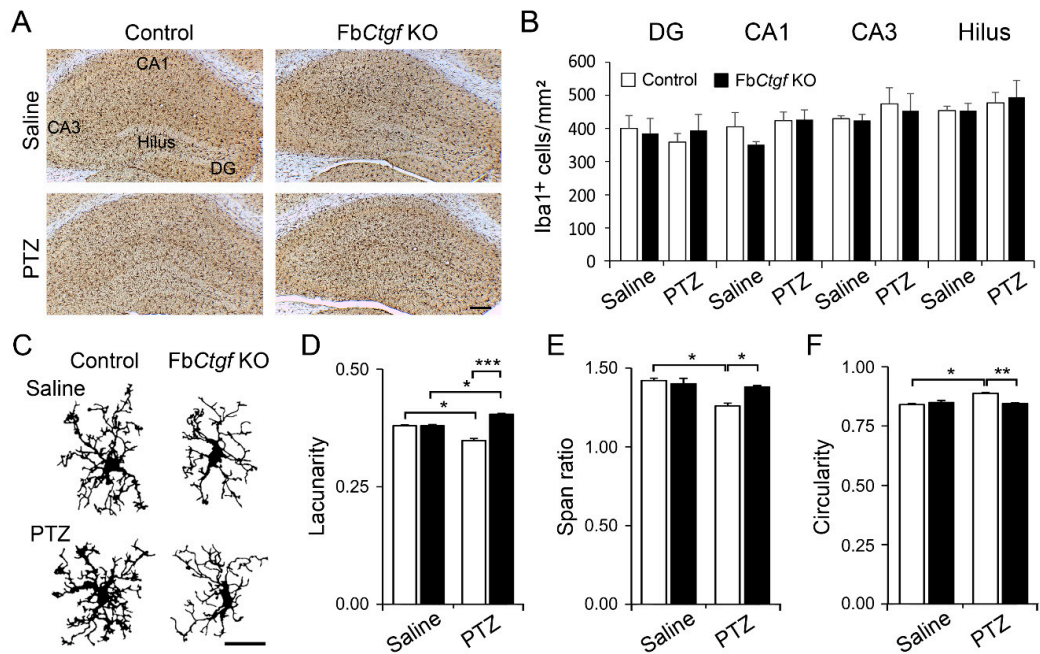 A
Control
FbCtgf KO
Saline
CA1
CA3
Hilus
DG
PTZ
B
DG CA1 CA3 Hilus
Control FbCtgf KO
Iba1+ cells/mm²
600
500
400
300
200
100
0
Saline PTZ Saline PTZ Saline PTZ Saline PTZ
C
Control FbCtgf KO
Saline
PTZ
D
Lacunarity
0.50
0.25
0.00
* * ***
Saline PTZ
E
Span ratio
1.50
1.00
1.50
0.00
* *
Saline PTZ
F
Circularity
1.00
0.75
0.00
0.25
0.00
* **
Saline PTZ